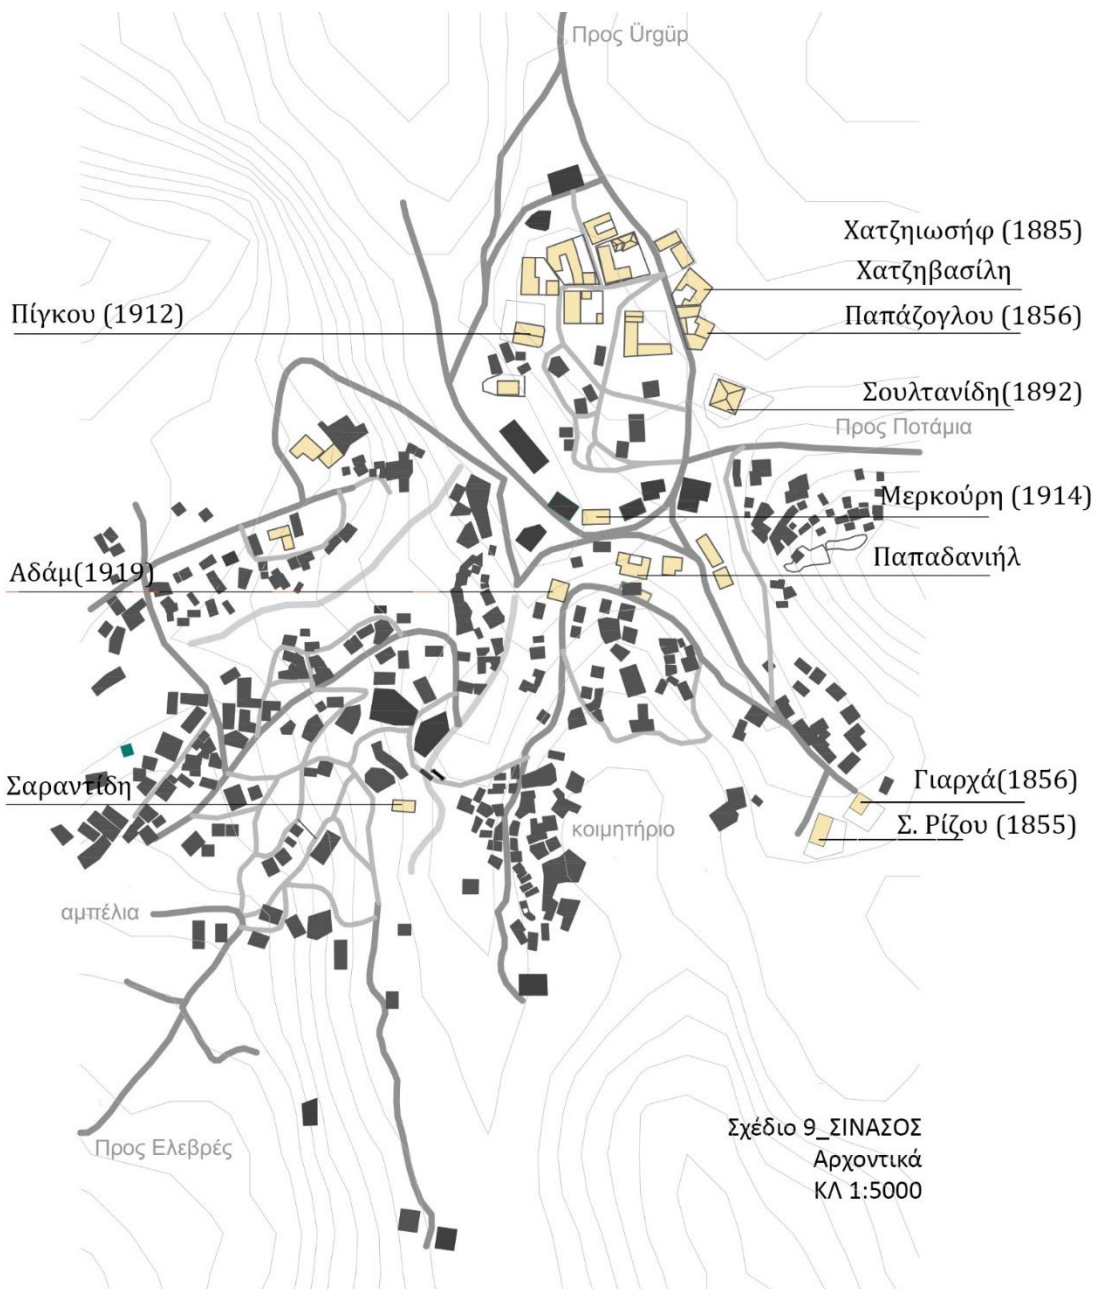 Προς Ürgüp
Χατζηιωσήφ (1885)
Χατζηβασίλη
Πίγκου (1912)
Παπάζογλου (1856)
Σουλτανίδη(1892)
Προς Ποτάμια
Μερκούρη (1914)
Παπαδανιήλ
Αδάμ(1919)
Σαραντίδη
Γιαρχά(1856)
Σ. Ρίζου (1855)
κοιμητήριο
αμπέλια
Προς Ελεβρές
Σχέδιο 9_ΣΙΝΑΣΟΣ
Αρχοντικά
ΚΛ 1:5000